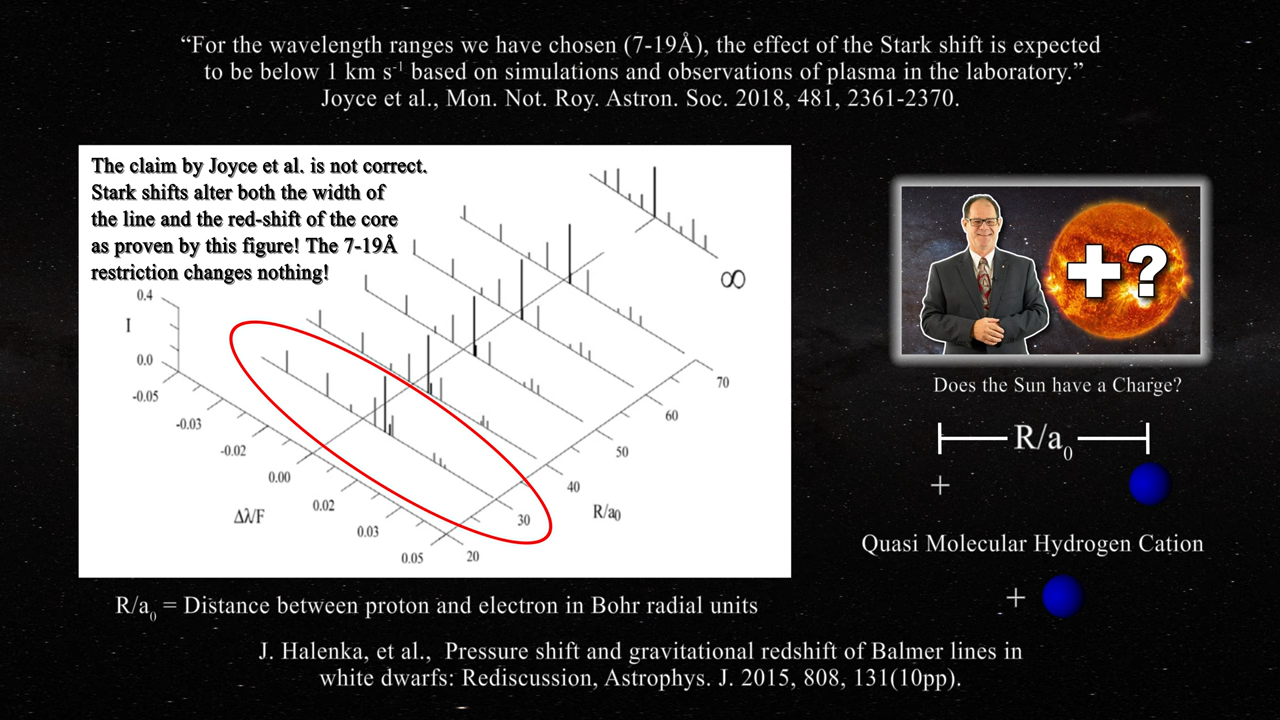 “For the wavelength ranges we have chosen (7-19Å), the effect of the Stark shift is expected
to be below 1 km s⁻¹ based on simulations and observations of plasma in the laboratory.”
Joyce et al., Mon. Not. Roy. Astron. Soc. 2018, 481, 2361-2370.
The claim by Joyce et al. is not correct.
Stark shifts alter both the width of
the line and the red-shift of the core
as proven by this figure! The 7-19Å
restriction changes nothing!
∞
0.4
I
0.0
-0.05
-0.03
-0.02
0.00
0.02
0.03
0.05
Δλ/F
20
30
40
50
60
70
R/a₀
+?
Does the Sun have a Charge?
R/a₀
+
Quasi Molecular Hydrogen Cation
+
R/a₀ = Distance between proton and electron in Bohr radial units
J. Halenka, et al.,  Pressure shift and gravitational redshift of Balmer lines in
white dwarfs: Rediscussion, Astrophys. J. 2015, 808, 131(10pp).